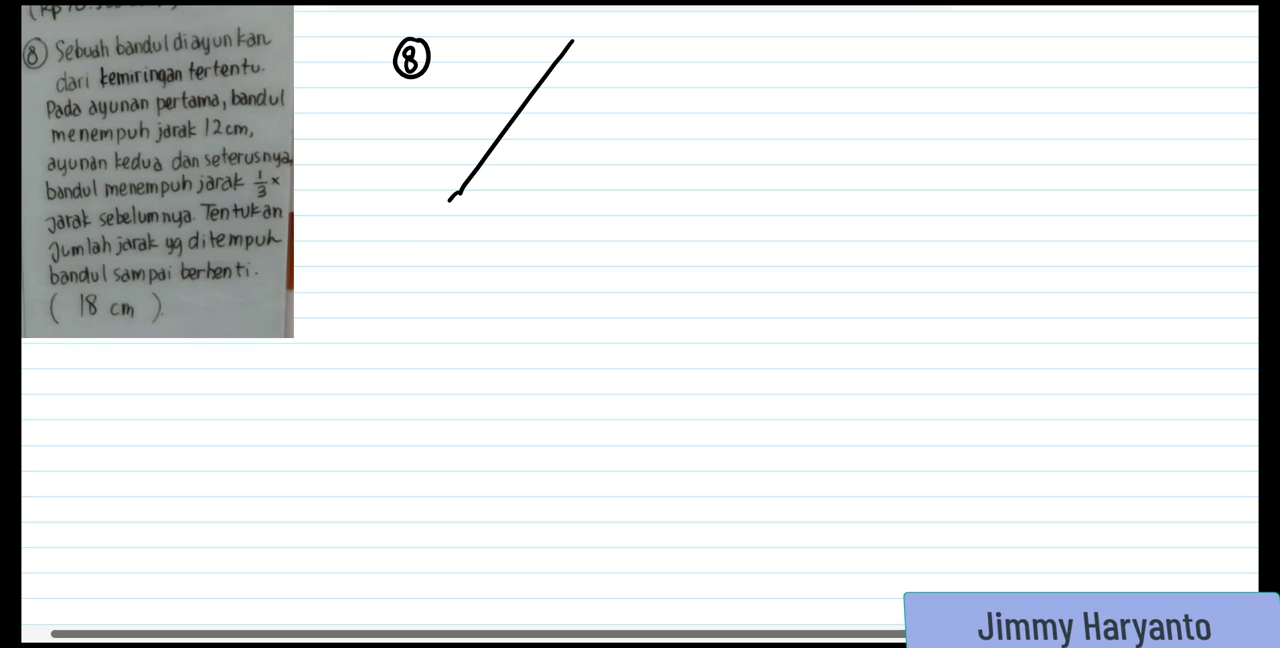 ⑧ Sebuah bandul diayunkan
dari kemiringan tertentu.
Pada ayunan pertama, bandul
menempuh jarak 12 cm,
ayunan kedua dan seterusnya,
bandul menempuh jarak 1/3 ×
jarak sebelumnya. Tentukan
Jumlah jarak yg ditempuh
bandul sampai berhenti.
( 18 cm ).
⑧
Jimmy Haryanto